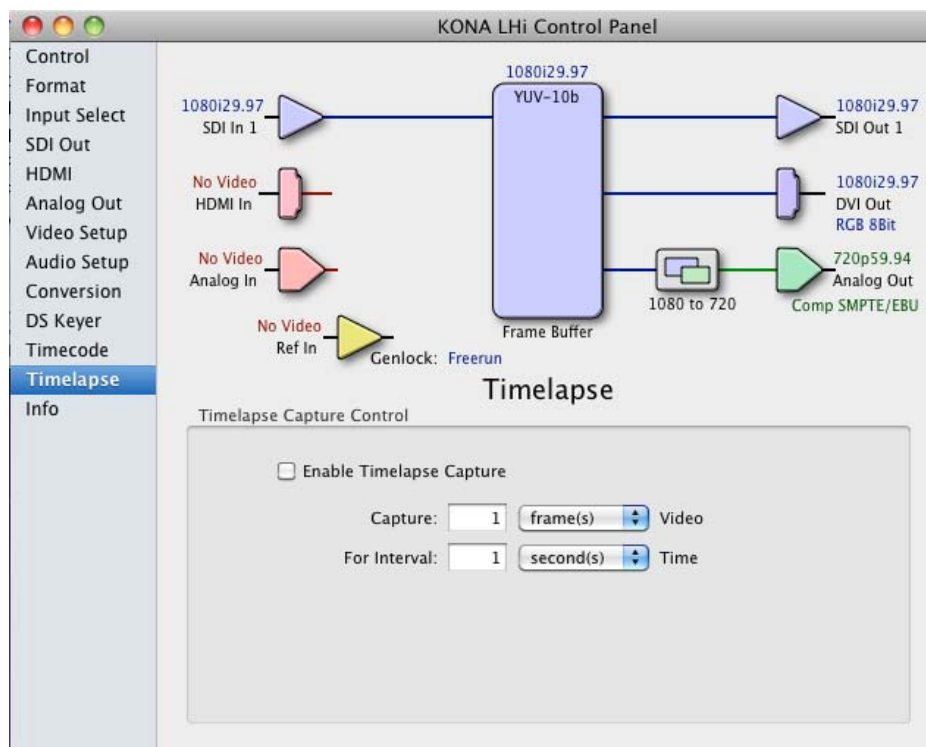 KONA LHi Control Panel
Control
Format
Input Select
SDI Out
HDMI
Analog Out
Video Setup
Audio Setup
Conversion
DS Keyer
Timecode
Timelapse
Info
1080i29.97
YUV-10b
1080i29.97
SDI In 1
1080i29.97
SDI Out 1
No Video
HDMI In
1080i29.97
DVI Out
RGB 8Bit
No Video
Analog In
720p59.94
Analog Out
Comp SMPTE/EBU
1080 to 720
No Video
Ref In
Genlock: Freerun
Frame Buffer
Timelapse
Timelapse Capture Control
Enable Timelapse Capture
Capture: 1 frame(s) Video
For Interval: 1 second(s) Time